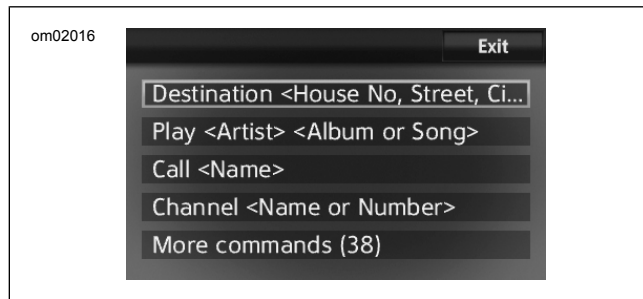 om02016
Exit
Destination <House No, Street, Ci...
Play <Artist> <Album or Song>
Call <Name>
Channel <Name or Number>
More commands (38)